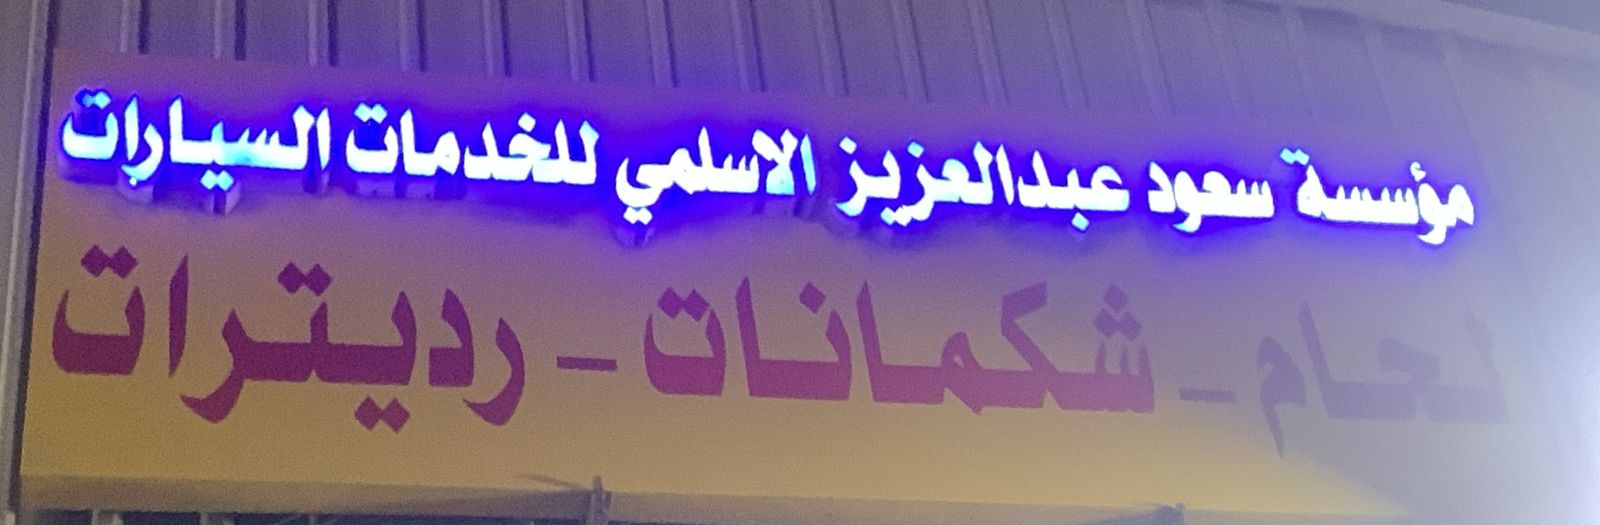 مؤسسة سعود عبدالعزيز الاسلمي للخدمات السيارات
لحام - شكمانات - رديترات